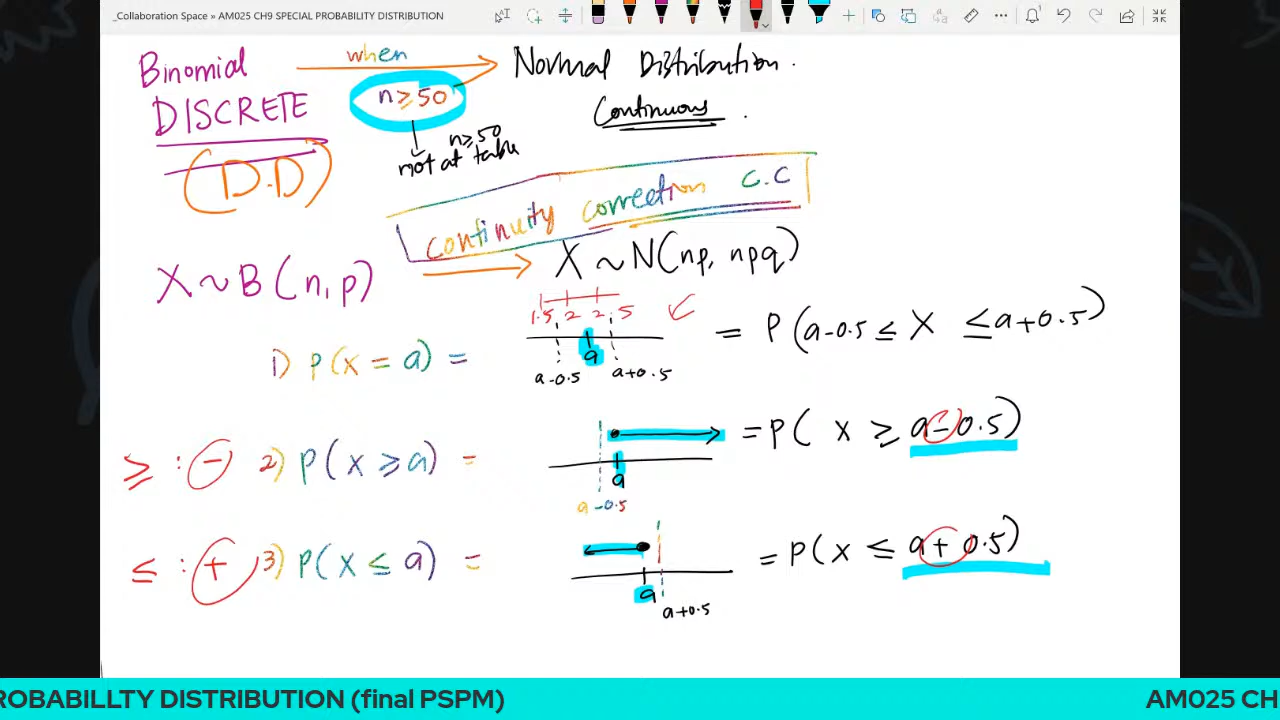 _Collaboration Space » AM025 CH9 SPECIAL PROBABILITY DISTRIBUTION
Binomial when Normal Distribution.
DISCRETE n ≥ 50 Continuous.
(D.D) n≥50
not at table
continuity correction C.C
X ~ B(n,p) X ~ N(np, npq)
1.5 2 2.5
1) P(x = a) = a = P(a-0.5 ≤ X ≤ a+0.5)
a-0.5 a+0.5
≥ : - 2) P(x ≥ a) = a = P( x ≥ a-0.5)
a-0.5
≤ : + 3) P(x ≤ a) = a = P(x ≤ a+0.5)
a+0.5
ROBABILLTY DISTRIBUTION (final PSPM) AM025 CH